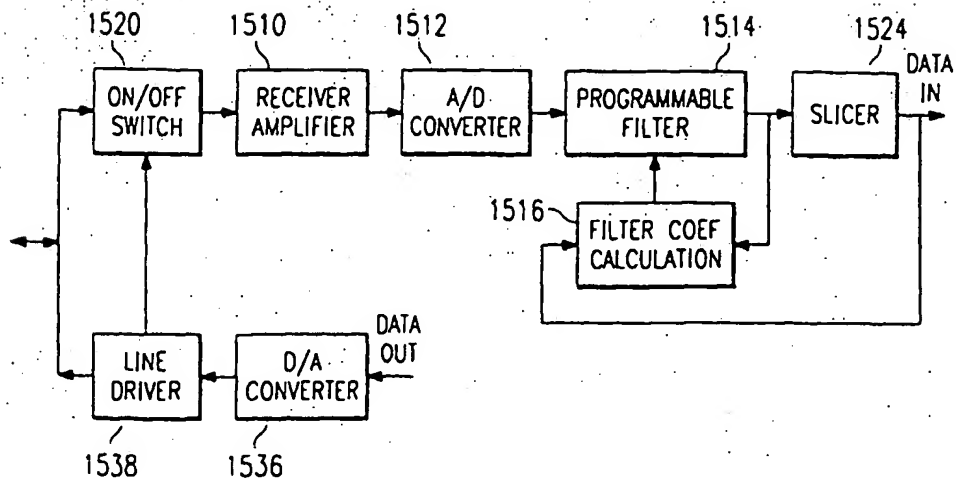 1520
1510
1512
1514
1524
ON/OFF
SWITCH
RECEIVER
AMPLIFIER
A/D
CONVERTER
PROGRAMMABLE
FILTER
SLICER
DATA
IN
1516
FILTER COEF
CALCULATION
LINE
DRIVER
D/A
CONVERTER
DATA
OUT
1538
1536